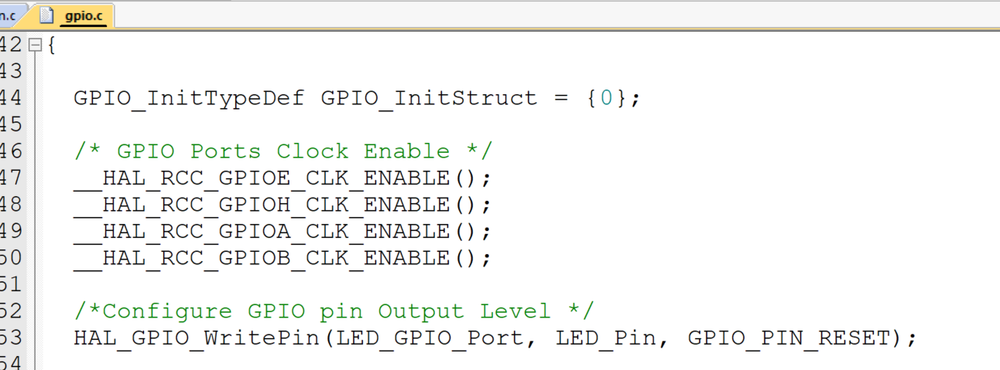 n.c gpio.c
42 {
43
44 GPIO_InitTypeDef GPIO_InitStruct = {0};
45
46 /* GPIO Ports Clock Enable */
47 __HAL_RCC_GPIOE_CLK_ENABLE();
48 __HAL_RCC_GPIOH_CLK_ENABLE();
49 __HAL_RCC_GPIOA_CLK_ENABLE();
50 __HAL_RCC_GPIOB_CLK_ENABLE();
51
52 /*Configure GPIO pin Output Level */
53 HAL_GPIO_WritePin(LED_GPIO_Port, LED_Pin, GPIO_PIN_RESET);
54